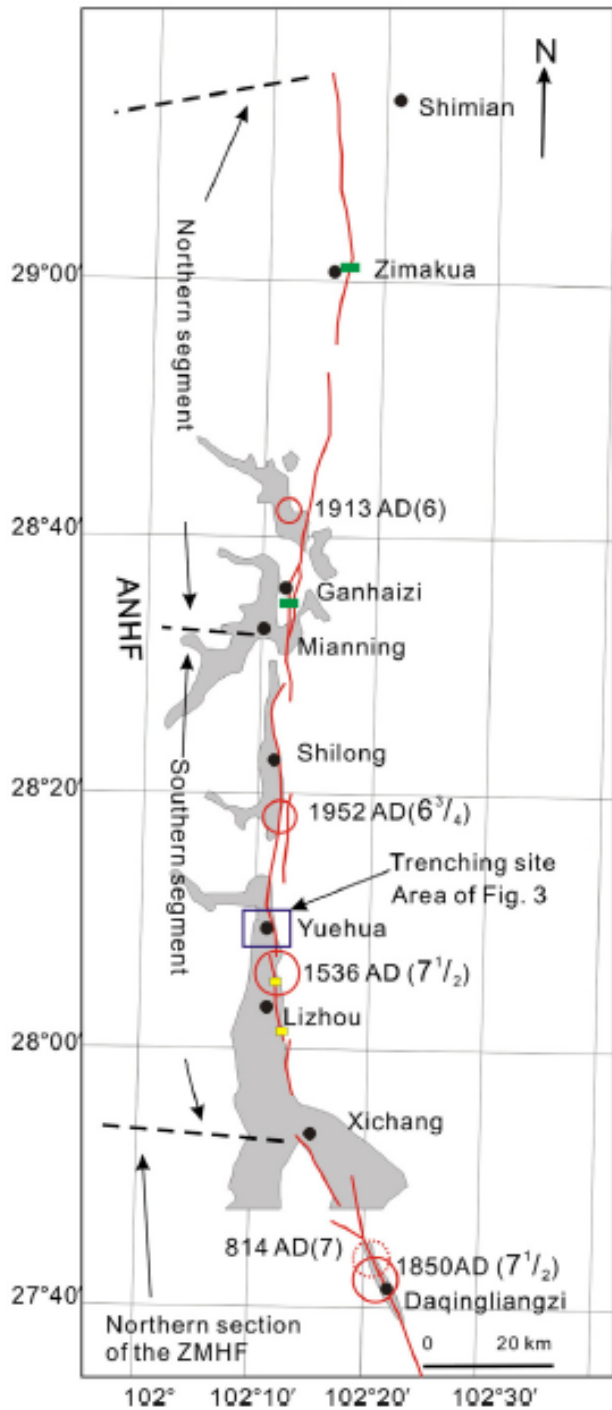 N
Shimian
Northern segment
Zimakua
29°00′
1913 AD(6)
28°40′
ANHF
Ganhaizi
Mianning
Southern segment
Shilong
28°20′
1952 AD(6³/₄)
Trenching site
Area of Fig. 3
Yuehua
1536 AD (7¹/₂)
Lizhou
28°00′
Xichang
814 AD(7)
1850AD (7¹/₂)
Daqingliangzi
27°40′
Northern section
of the ZMHF
0 20 km
102° 102°10′ 102°20′ 102°30′